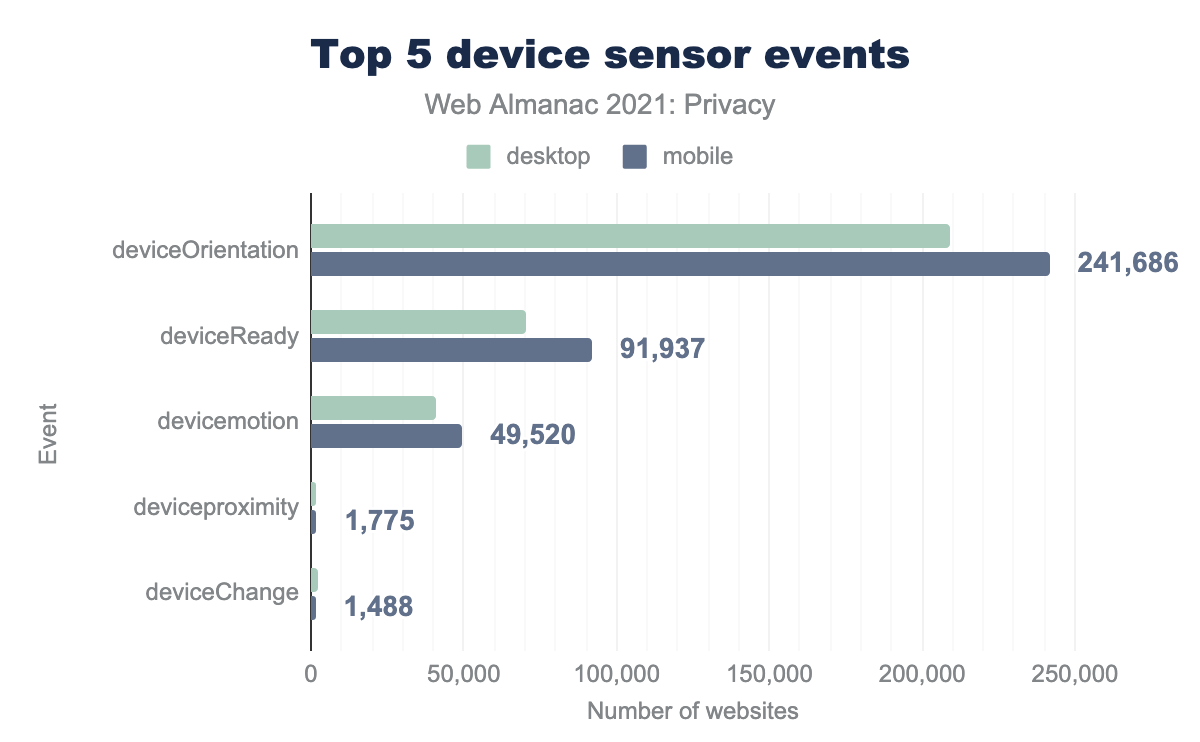 Top 5 device sensor events
Web Almanac 2021: Privacy
desktop mobile
deviceOrientation 241,686
deviceReady 91,937
devicemotion 49,520
deviceproximity 1,775
deviceChange 1,488
Event
0 50,000 100,000 150,000 200,000 250,000
Number of websites